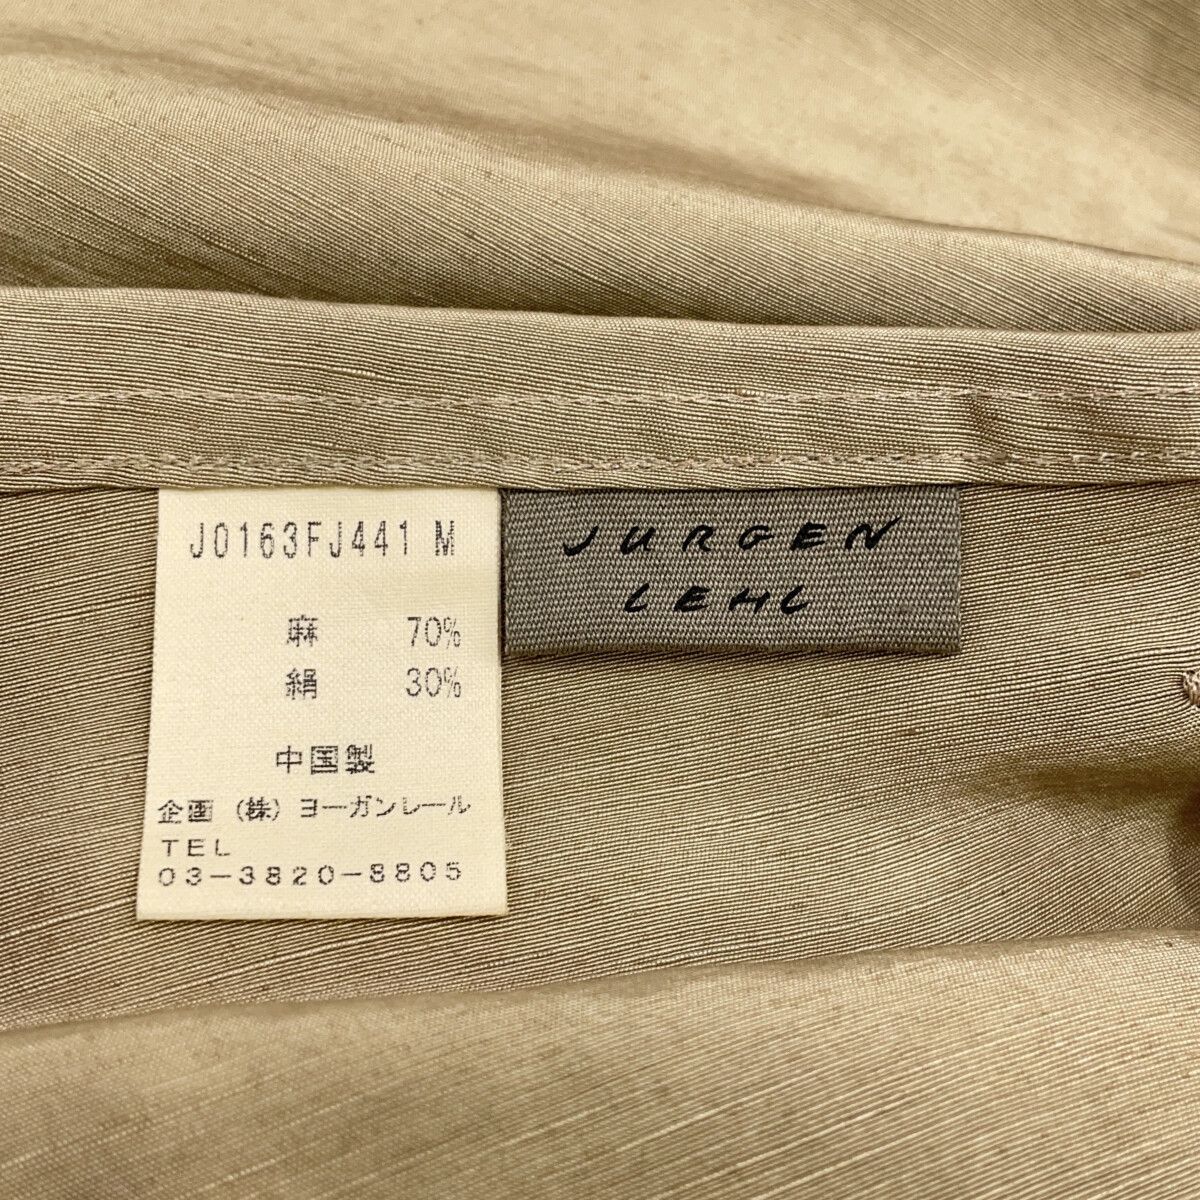 J0163FJ441 M
麻 70%
絹 30%
中国製
企画 (株) ヨーガンレール
TEL
03-3820-8805
JURGEN
LEHL